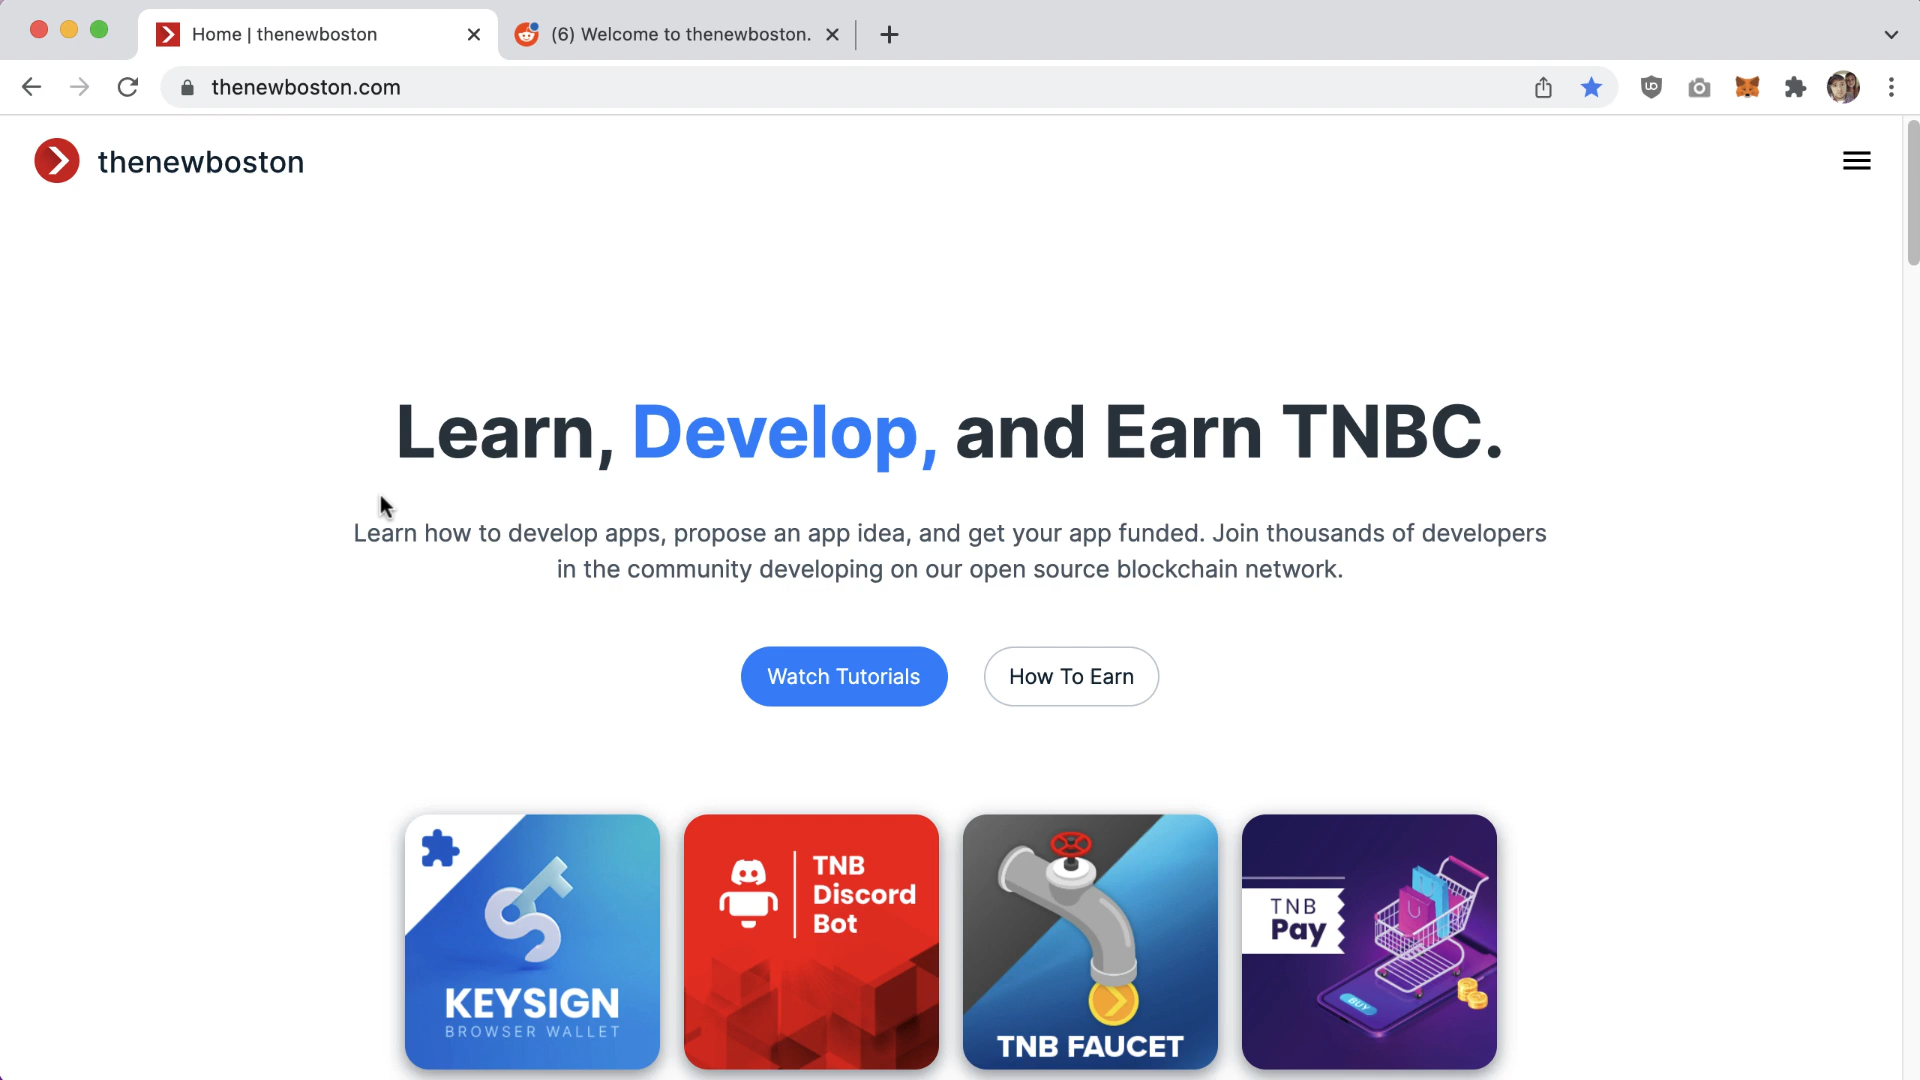 Home | thenewboston
(6) Welcome to thenewboston.
thenewboston.com
thenewboston
Learn, Develop, and Earn TNBC.
Learn how to develop apps, propose an app idea, and get your app funded. Join thousands of developers
in the community developing on our open source blockchain network.
Watch Tutorials
How To Earn
KEYSIGN
BROWSER WALLET
TNB
Discord
Bot
TNB FAUCET
TNB
Pay
BUY